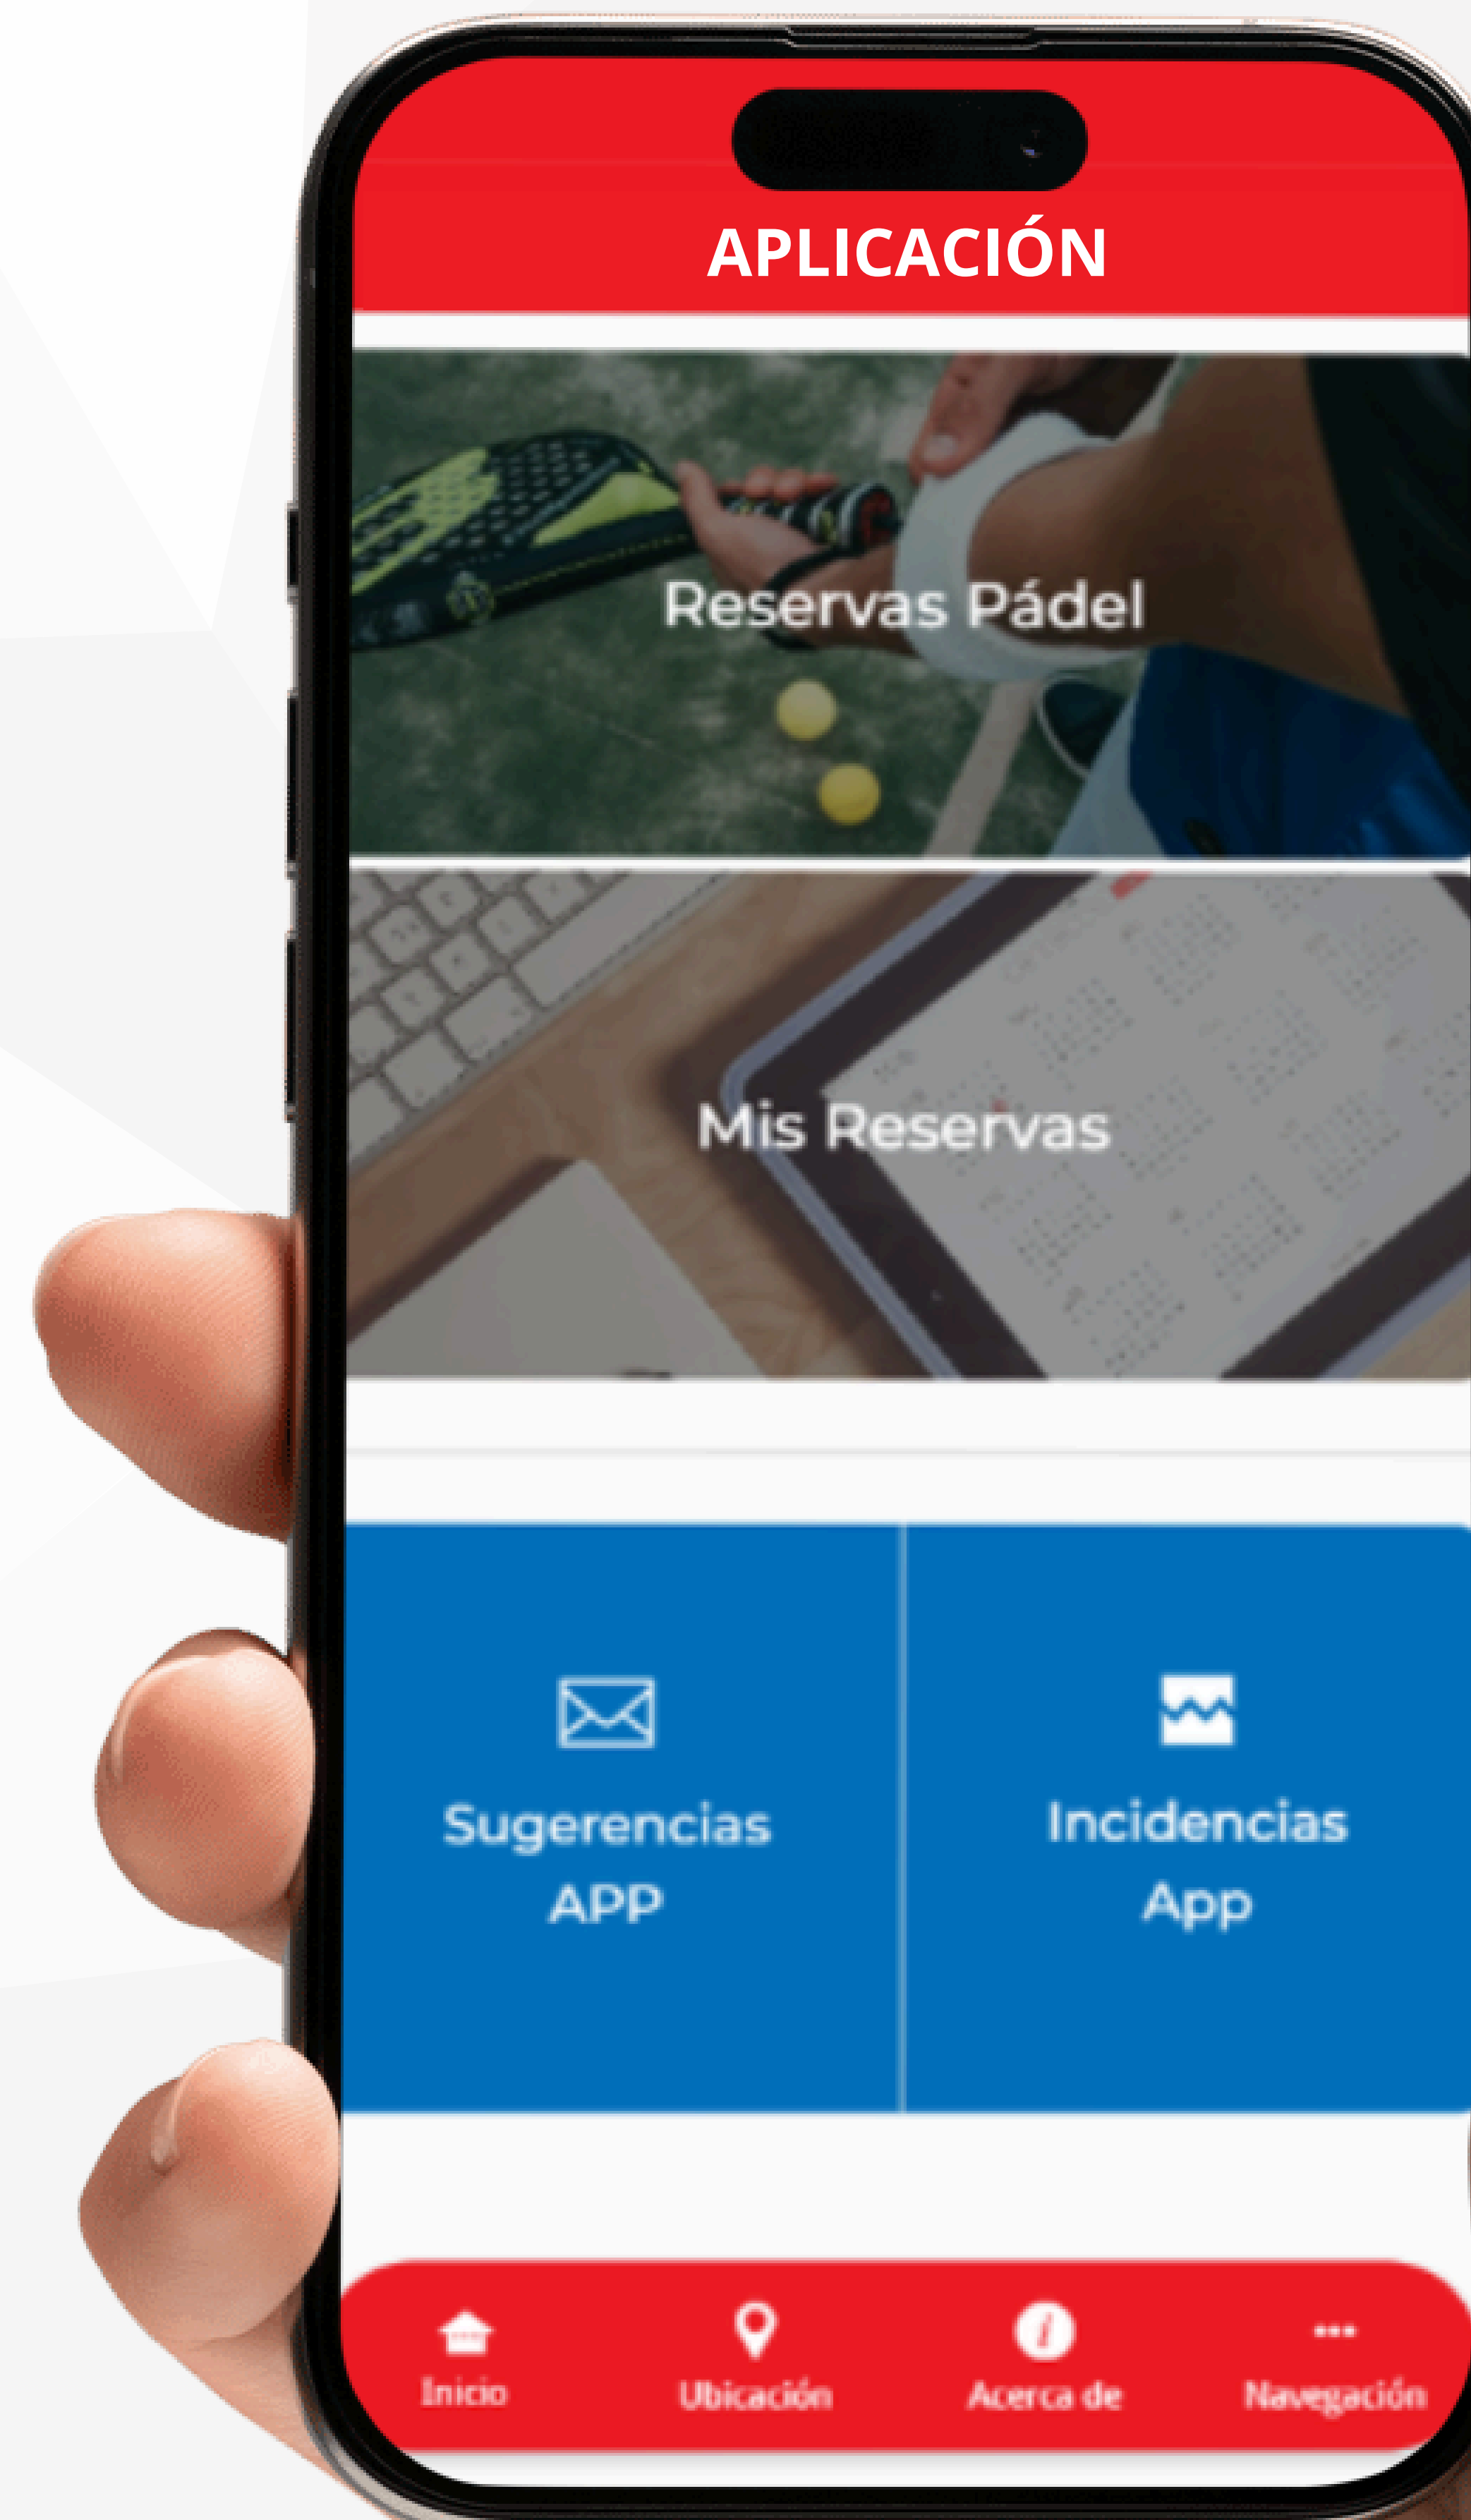 APLICACIÓN
Reservas Pádel
Mis Reservas
Sugerencias
APP
Incidencias
App
Inicio
Ubicación
Acerca de
Navegación